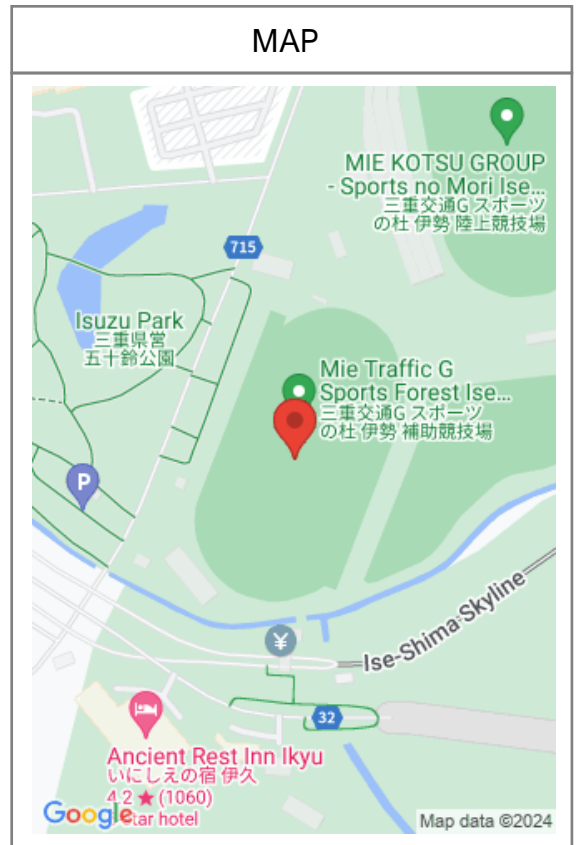 MAP
MIE KOTSU GROUP
- Sports no Mori Ise...
三重交通G スポーツ
の杜 伊勢 陸上競技場
715
Isuzu Park
三重県営
五十鈴公園
Mie Traffic G
Sports Forest Ise...
三重交通G スポーツ
の杜 伊勢 補助競技場
P
¥
Ise-Shima-Skyline
32
Ancient Rest Inn Ikyu
いにしえの宿 伊久
4.2 ★ (1060)
tar hotel
Google
Map data ©2024